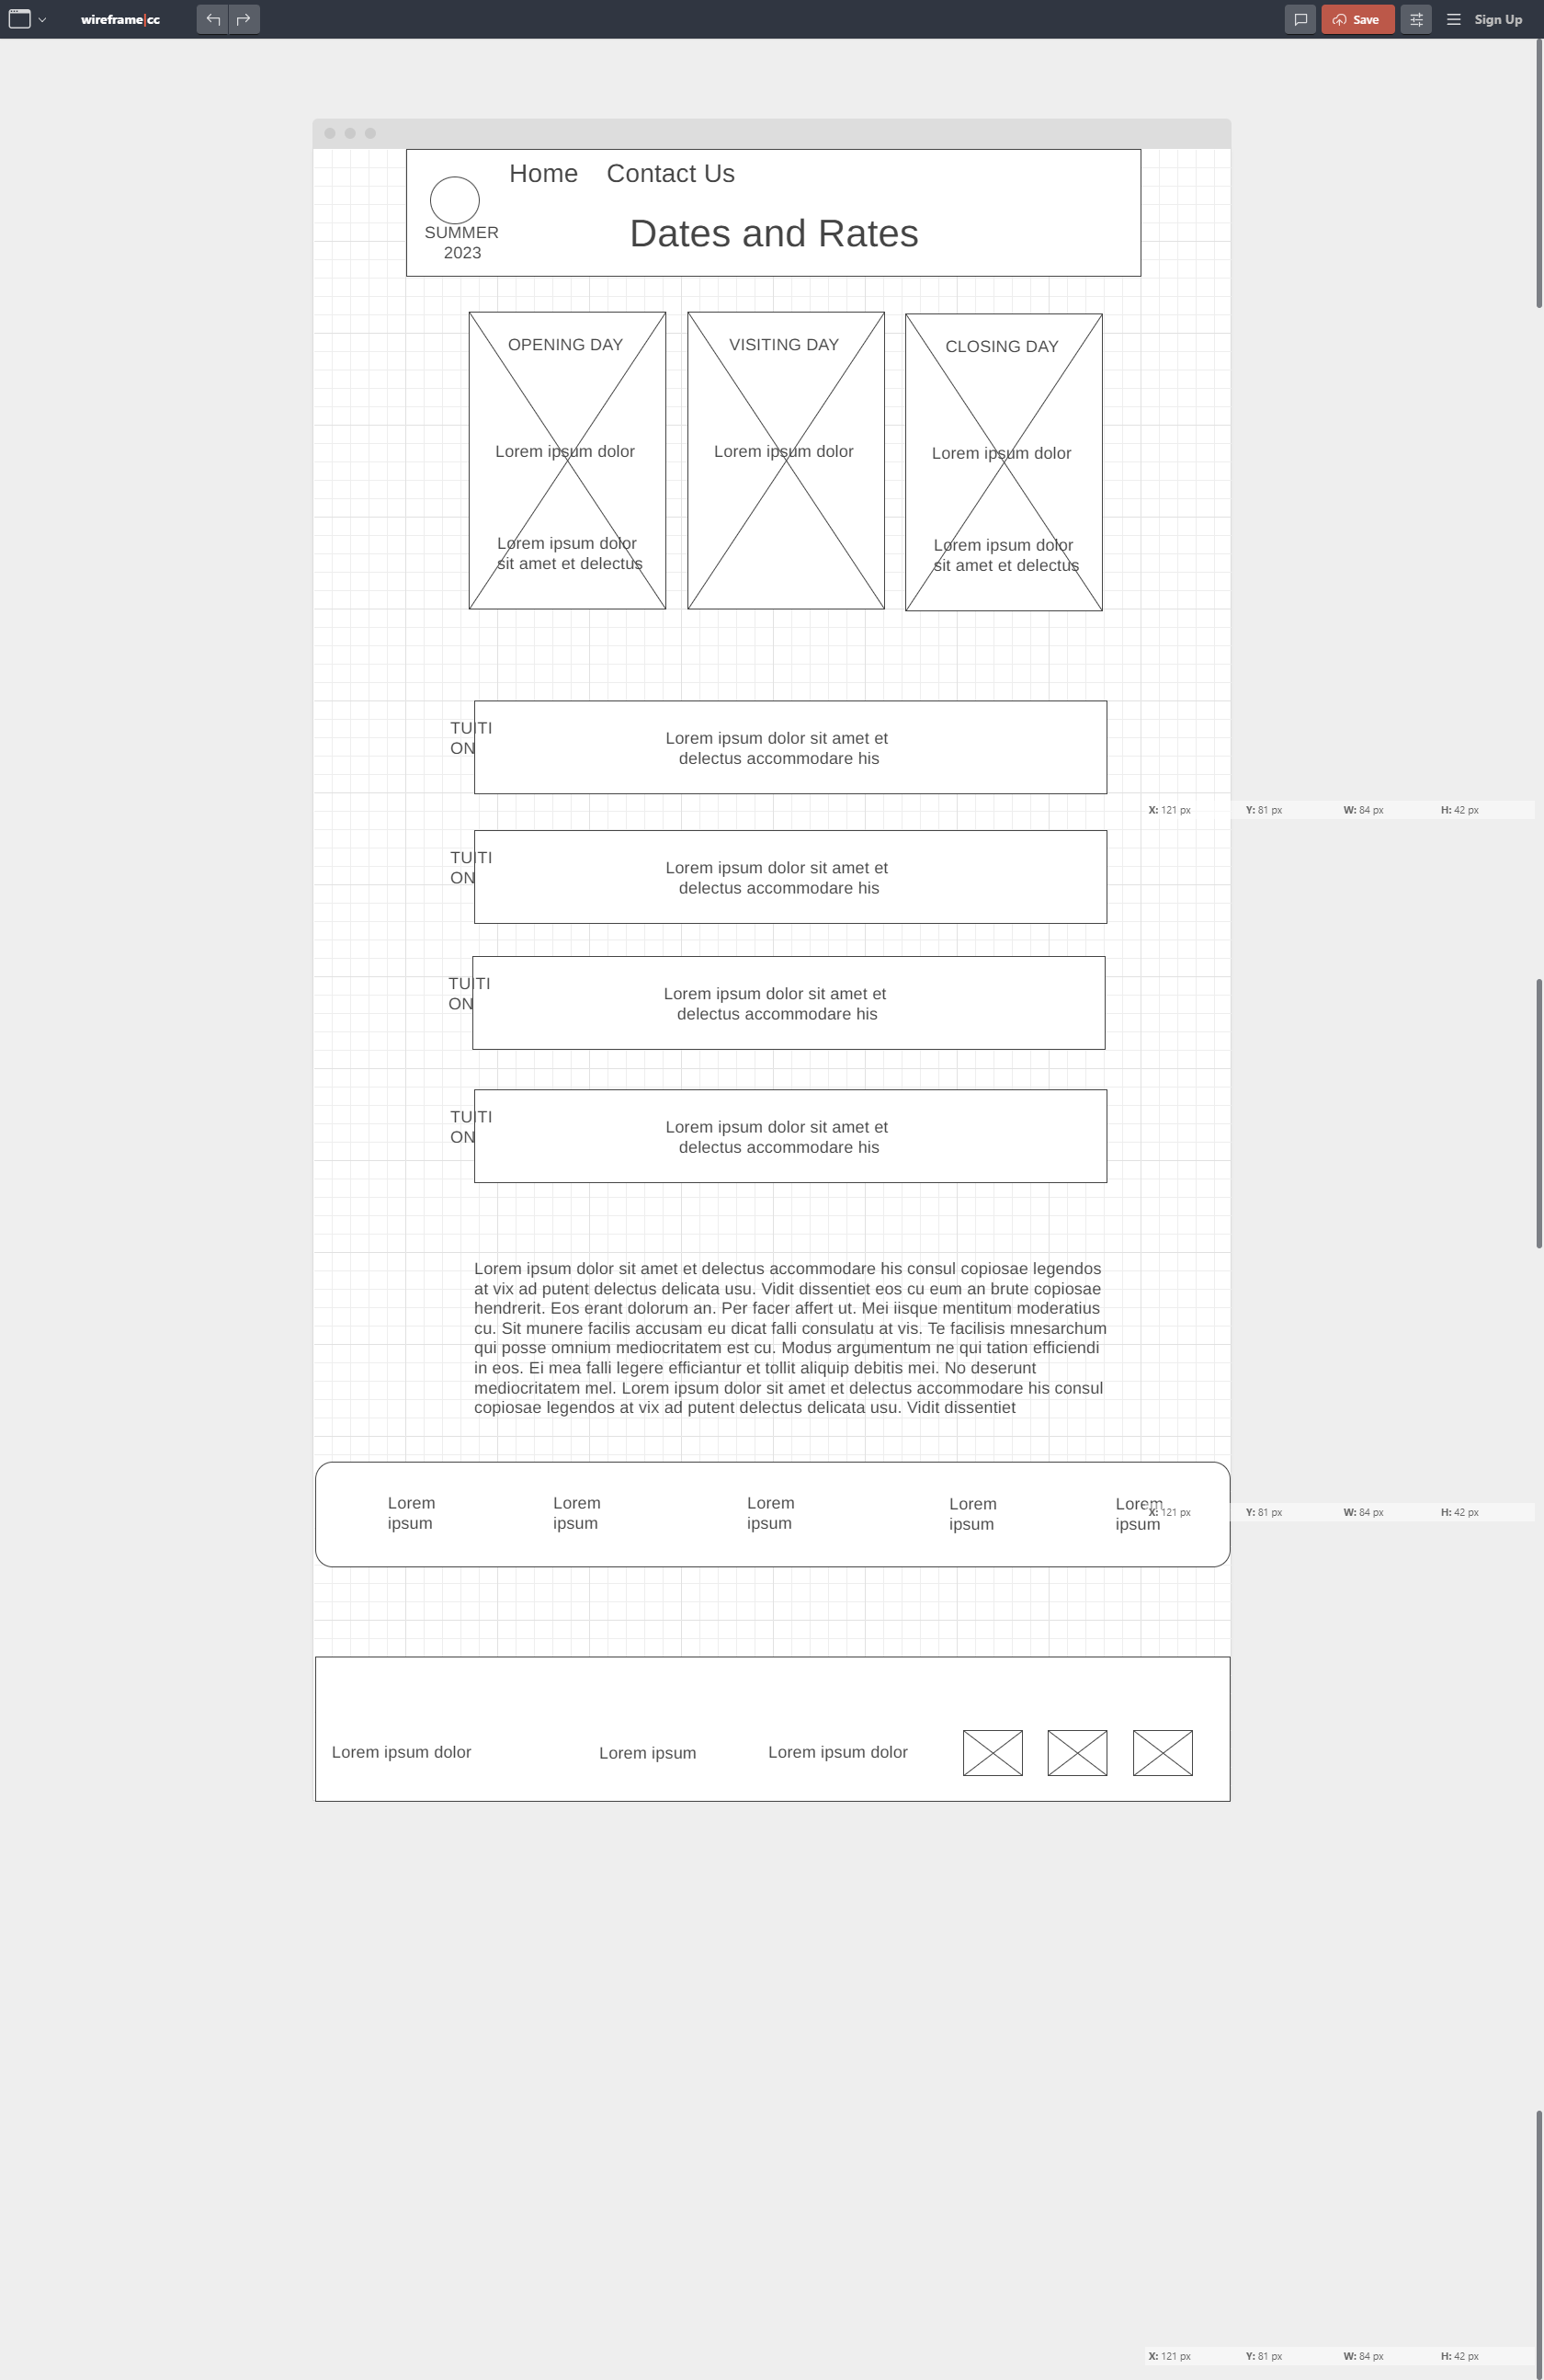 wireframe|cc
Save
Sign Up
Home Contact Us
SUMMER
2023
Dates and Rates
OPENING DAY
VISITING DAY
CLOSING DAY
Lorem ipsum dolor
Lorem ipsum dolor
Lorem ipsum dolor
Lorem ipsum dolor
sit amet et delectus
Lorem ipsum dolor
sit amet et delectus
TUITI
ON
Lorem ipsum dolor sit amet et
delectus accommodare his
X: 121 px Y: 81 px W: 84 px H: 42 px
TUITI
ON
Lorem ipsum dolor sit amet et
delectus accommodare his
TUITI
ON
Lorem ipsum dolor sit amet et
delectus accommodare his
TUITI
ON
Lorem ipsum dolor sit amet et
delectus accommodare his
Lorem ipsum dolor sit amet et delectus accommodare his consul copiosae legendos
at vix ad putent delectus delicata usu. Vidit dissentiet eos cu eum an brute copiosae
hendrerit. Eos erant dolorum an. Per facer affert ut. Mei iisque mentitum moderatius
cu. Sit munere facilis accusam eu dicat falli consulatu at vis. Te facilisis mnesarchum
qui posse omnium mediocritatem est cu. Modus argumentum ne qui tation efficiendi
in eos. Ei mea falli legere efficiantur et tollit aliquip debitis mei. No deserunt
mediocritatem mel. Lorem ipsum dolor sit amet et delectus accommodare his consul
copiosae legendos at vix ad putent delectus delicata usu. Vidit dissentiet
Lorem
ipsum
Lorem
ipsum
Lorem
ipsum
Lorem
ipsum
Lorem
ipsum
X: 121 px Y: 81 px W: 84 px H: 42 px
Lorem ipsum dolor
Lorem ipsum
Lorem ipsum dolor
X: 121 px Y: 81 px W: 84 px H: 42 px